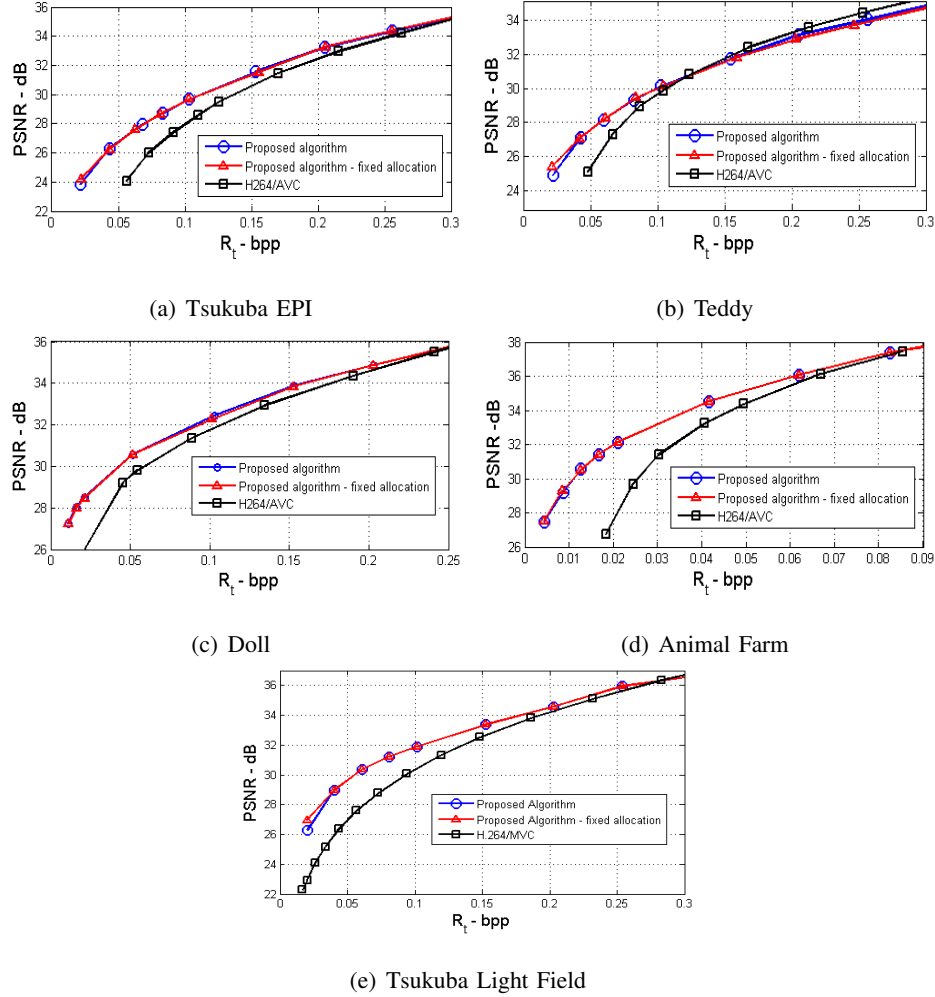 36
34
32
30
28
26
24
22
PSNR - dB
Proposed algorithm
Proposed algorithm - fixed allocation
H264/AVC
0 0.05 0.1 0.15 0.2 0.25 0.3
R_t - bpp
(a) Tsukuba EPI
34
32
30
28
26
24
PSNR - dB
Proposed algorithm
Proposed algorithm - fixed allocation
H264/AVC
0 0.05 0.1 0.15 0.2 0.25 0.3
R_t - bpp
(b) Teddy
36
34
32
30
28
26
PSNR - dB
Proposed algorithm
Proposed algorithm - fixed allocation
H264/AVC
0 0.05 0.1 0.15 0.2 0.25
R_t - bpp
(c) Doll
38
36
34
32
30
28
26
PSNR -dB
Proposed algorithm
Proposed algorithm - fixed allocation
H264/AVC
0 0.01 0.02 0.03 0.04 0.05 0.06 0.07 0.08 0.09
R_t - bpp
(d) Animal Farm
36
34
32
30
28
26
24
22
PSNR - dB
Proposed Algorithm
Proposed Algorithm - fixed allocation
H.264/MVC
0 0.05 0.1 0.15 0.2 0.25 0.3
R_t - bpp
(e) Tsukuba Light Field